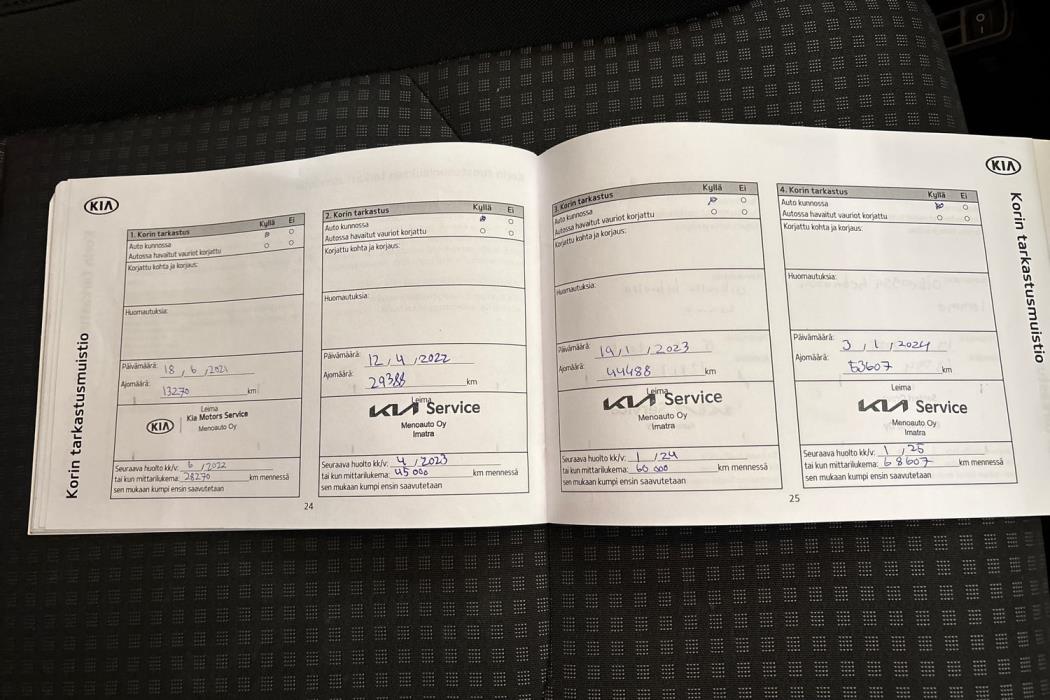 KIA
Korin tarkastusmuistio
1. Korin tarkastus Kyllä Ei
Auto kunnossa
Autossa havaitut vauriot korjattu
Korjattu kohta ja korjaus:
Huomautuksia:
Päivämäärä: 18 , 6 , 2021
Ajomäärä: 13270 km
Leima
KIA Kia Motors Service
Menoauto Oy
Seuraava huolto kk/v: 6 / 2022
tai kun mittarilukema: 28270 km mennessä
sen mukaan kumpi ensin saavutetaan
2. Korin tarkastus Kyllä Ei
Auto kunnossa
Autossa havaitut vauriot korjattu
Korjattu kohta ja korjaus:
Huomautuksia:
Päivämäärä: 12 , 4 , 2022
Ajomäärä: 29388 km
Leima
KIA Service
Menoauto Oy
Imatra
Seuraava huolto kk/v: 4 / 2023
tai kun mittarilukema: 45 000 km mennessä
sen mukaan kumpi ensin saavutetaan
24
3. Korin tarkastus Kyllä Ei
Auto kunnossa
Autossa havaitut vauriot korjattu
Korjattu kohta ja korjaus:
Huomautuksia:
Päivämäärä: 19 / 1 / 2023
Ajomäärä: 44488 km
Leima
KIA Service
Menoauto Oy
Imatra
Seuraava huolto kk/v: 1 / 24
tai kun mittarilukema: 60 000 km mennessä
sen mukaan kumpi ensin saavutetaan
4. Korin tarkastus Kyllä Ei
Auto kunnossa
Autossa havaitut vauriot korjattu
Korjattu kohta ja korjaus:
Huomautuksia:
Päivämäärä: 3 / 1 / 2024
Ajomäärä: 53607 km
Leima
KIA Service
Menoauto Oy
Imatra
Seuraava huolto kk/v: 1 / 25
tai kun mittarilukema: 68607 km mennessä
sen mukaan kumpi ensin saavutetaan
25
KIA
Korin tarkastusmuistio